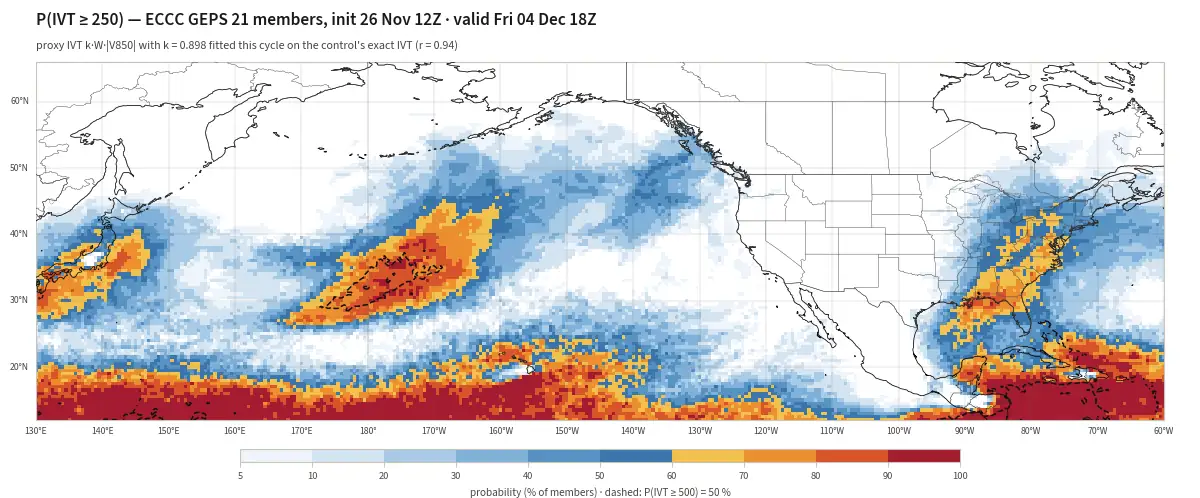 P(IVT ≥ 250) — ECCC GEPS 21 members, init 26 Nov 12Z · valid Fri 04 Dec 18Z
proxy IVT k·W·|V850| with k = 0.898 fitted this cycle on the control's exact IVT (r = 0.94)
60°N
50°N
40°N
30°N
20°N
130°E 140°E 150°E 160°E 170°E 180° 170°W 160°W 150°W 140°W 130°W 120°W 110°W 100°W 90°W 80°W 70°W 60°W
5 10 20 30 40 50 60 70 80 90 100
probability (% of members) · dashed: P(IVT ≥ 500) = 50 %